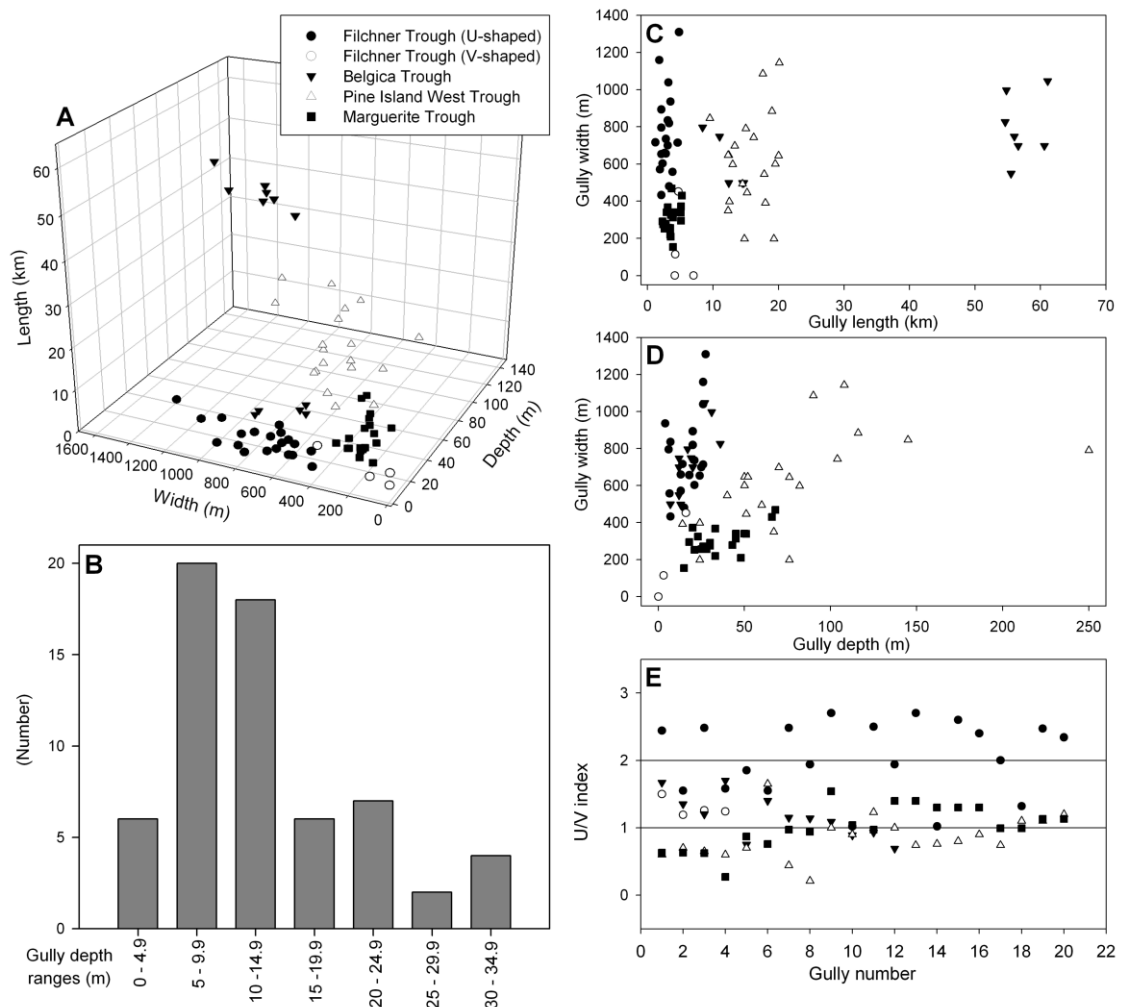 Filchner Trough (U-shaped)
Filchner Trough (V-shaped)
Belgica Trough
Pine Island West Trough
Marguerite Trough
A
60
50
40
30
20
10
0
Length (km)
1600
1400
1200
1000
800
600
400
200
0
Width (m)
0
20
40
60
80
100
120
140
Depth (m)
B
20
15
10
5
0
(Number)
Gully depth
ranges (m)
0 - 4.9
5 - 9.9
10 -14.9
15 -19.9
20 - 24.9
25 - 29.9
30 - 34.9
C
1400
1200
1000
800
600
400
200
0
Gully width (m)
0
10
20
30
40
50
60
70
Gully length (km)
D
1400
1200
1000
800
600
400
200
0
Gully width (m)
0
50
100
150
200
250
Gully depth (m)
E
3
2
1
0
U/V index
0
2
4
6
8
10
12
14
16
18
20
22
Gully number